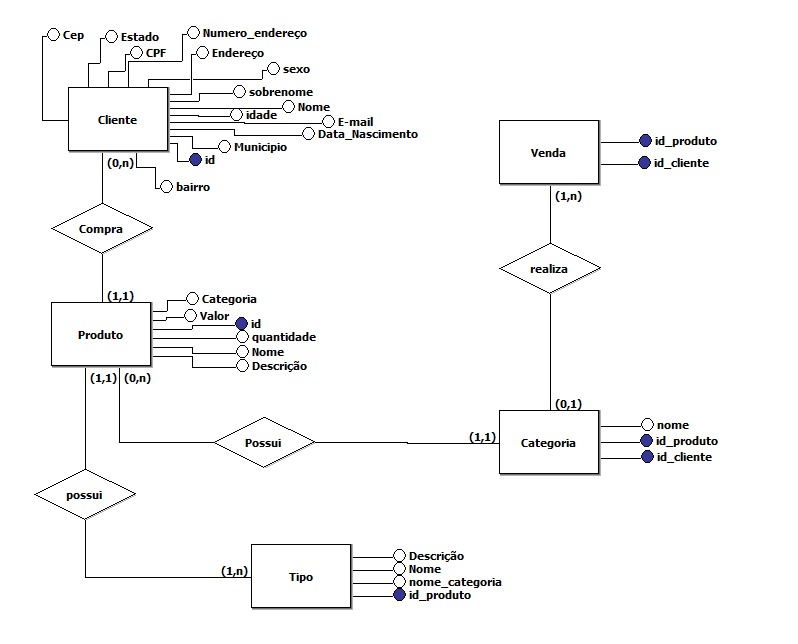 Cep
Estado
Numero_endereço
CPF
Endereço
sexo
sobrenome
Nome
idade
E-mail
Data_Nascimento
Municipio
id
bairro
Cliente
(0,n)
Compra
(1,1)
Produto
Categoria
Valor
id
quantidade
Nome
Descrição
(1,1)
(0,n)
Possui
(1,1)
possui
(1,n)
Tipo
Descrição
Nome
nome_categoria
id_produto
Venda
id_produto
id_cliente
(1,n)
realiza
(0,1)
Categoria
nome
id_produto
id_cliente